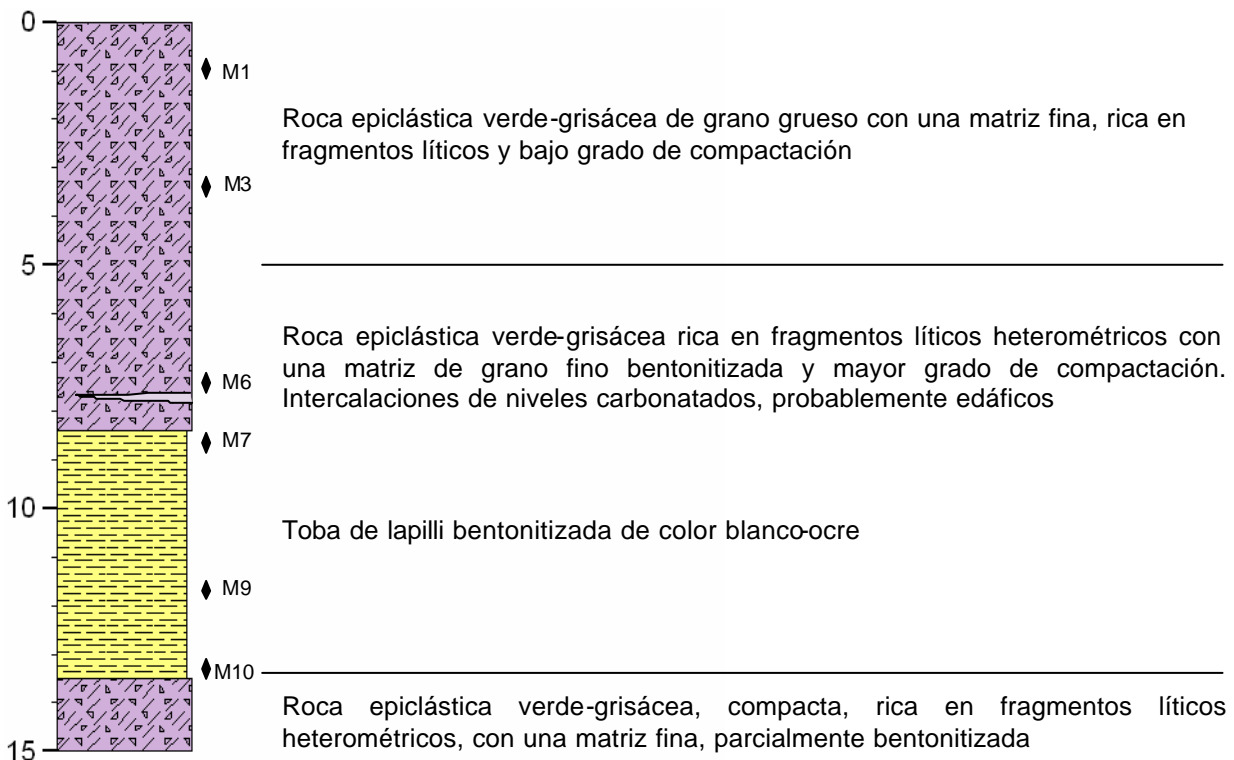 0
M1
Roca epiclástica verde-grisácea de grano grueso con una matriz fina, rica en
fragmentos líticos y bajo grado de compactación
M3
5
Roca epiclástica verde-grisácea rica en fragmentos líticos heterométricos con
una matriz de grano fino bentonitizada y mayor grado de compactación.
Intercalaciones de niveles carbonatados, probablemente edáficos
M6
M7
10
Toba de lapilli bentonitizada de color blanco-ocre
M9
M10
Roca epiclástica verde-grisácea, compacta, rica en fragmentos líticos
heterométricos, con una matriz fina, parcialmente bentonitizada
15